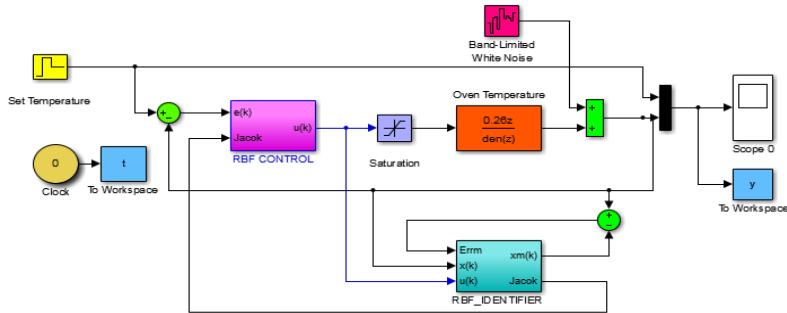 Band-Limited
White Noise
Set Temperature
+
-
e(k)
u(k)
Jacok
RBF CONTROL
Saturation
Oven Temperature
0.26z
den(z)
+
+
Scope 0
0
Clock
t
To Workspace
y
To Workspace
+
-
Errm
x(k)
u(k)
xm(k)
Jacok
RBF_IDENTIFIER